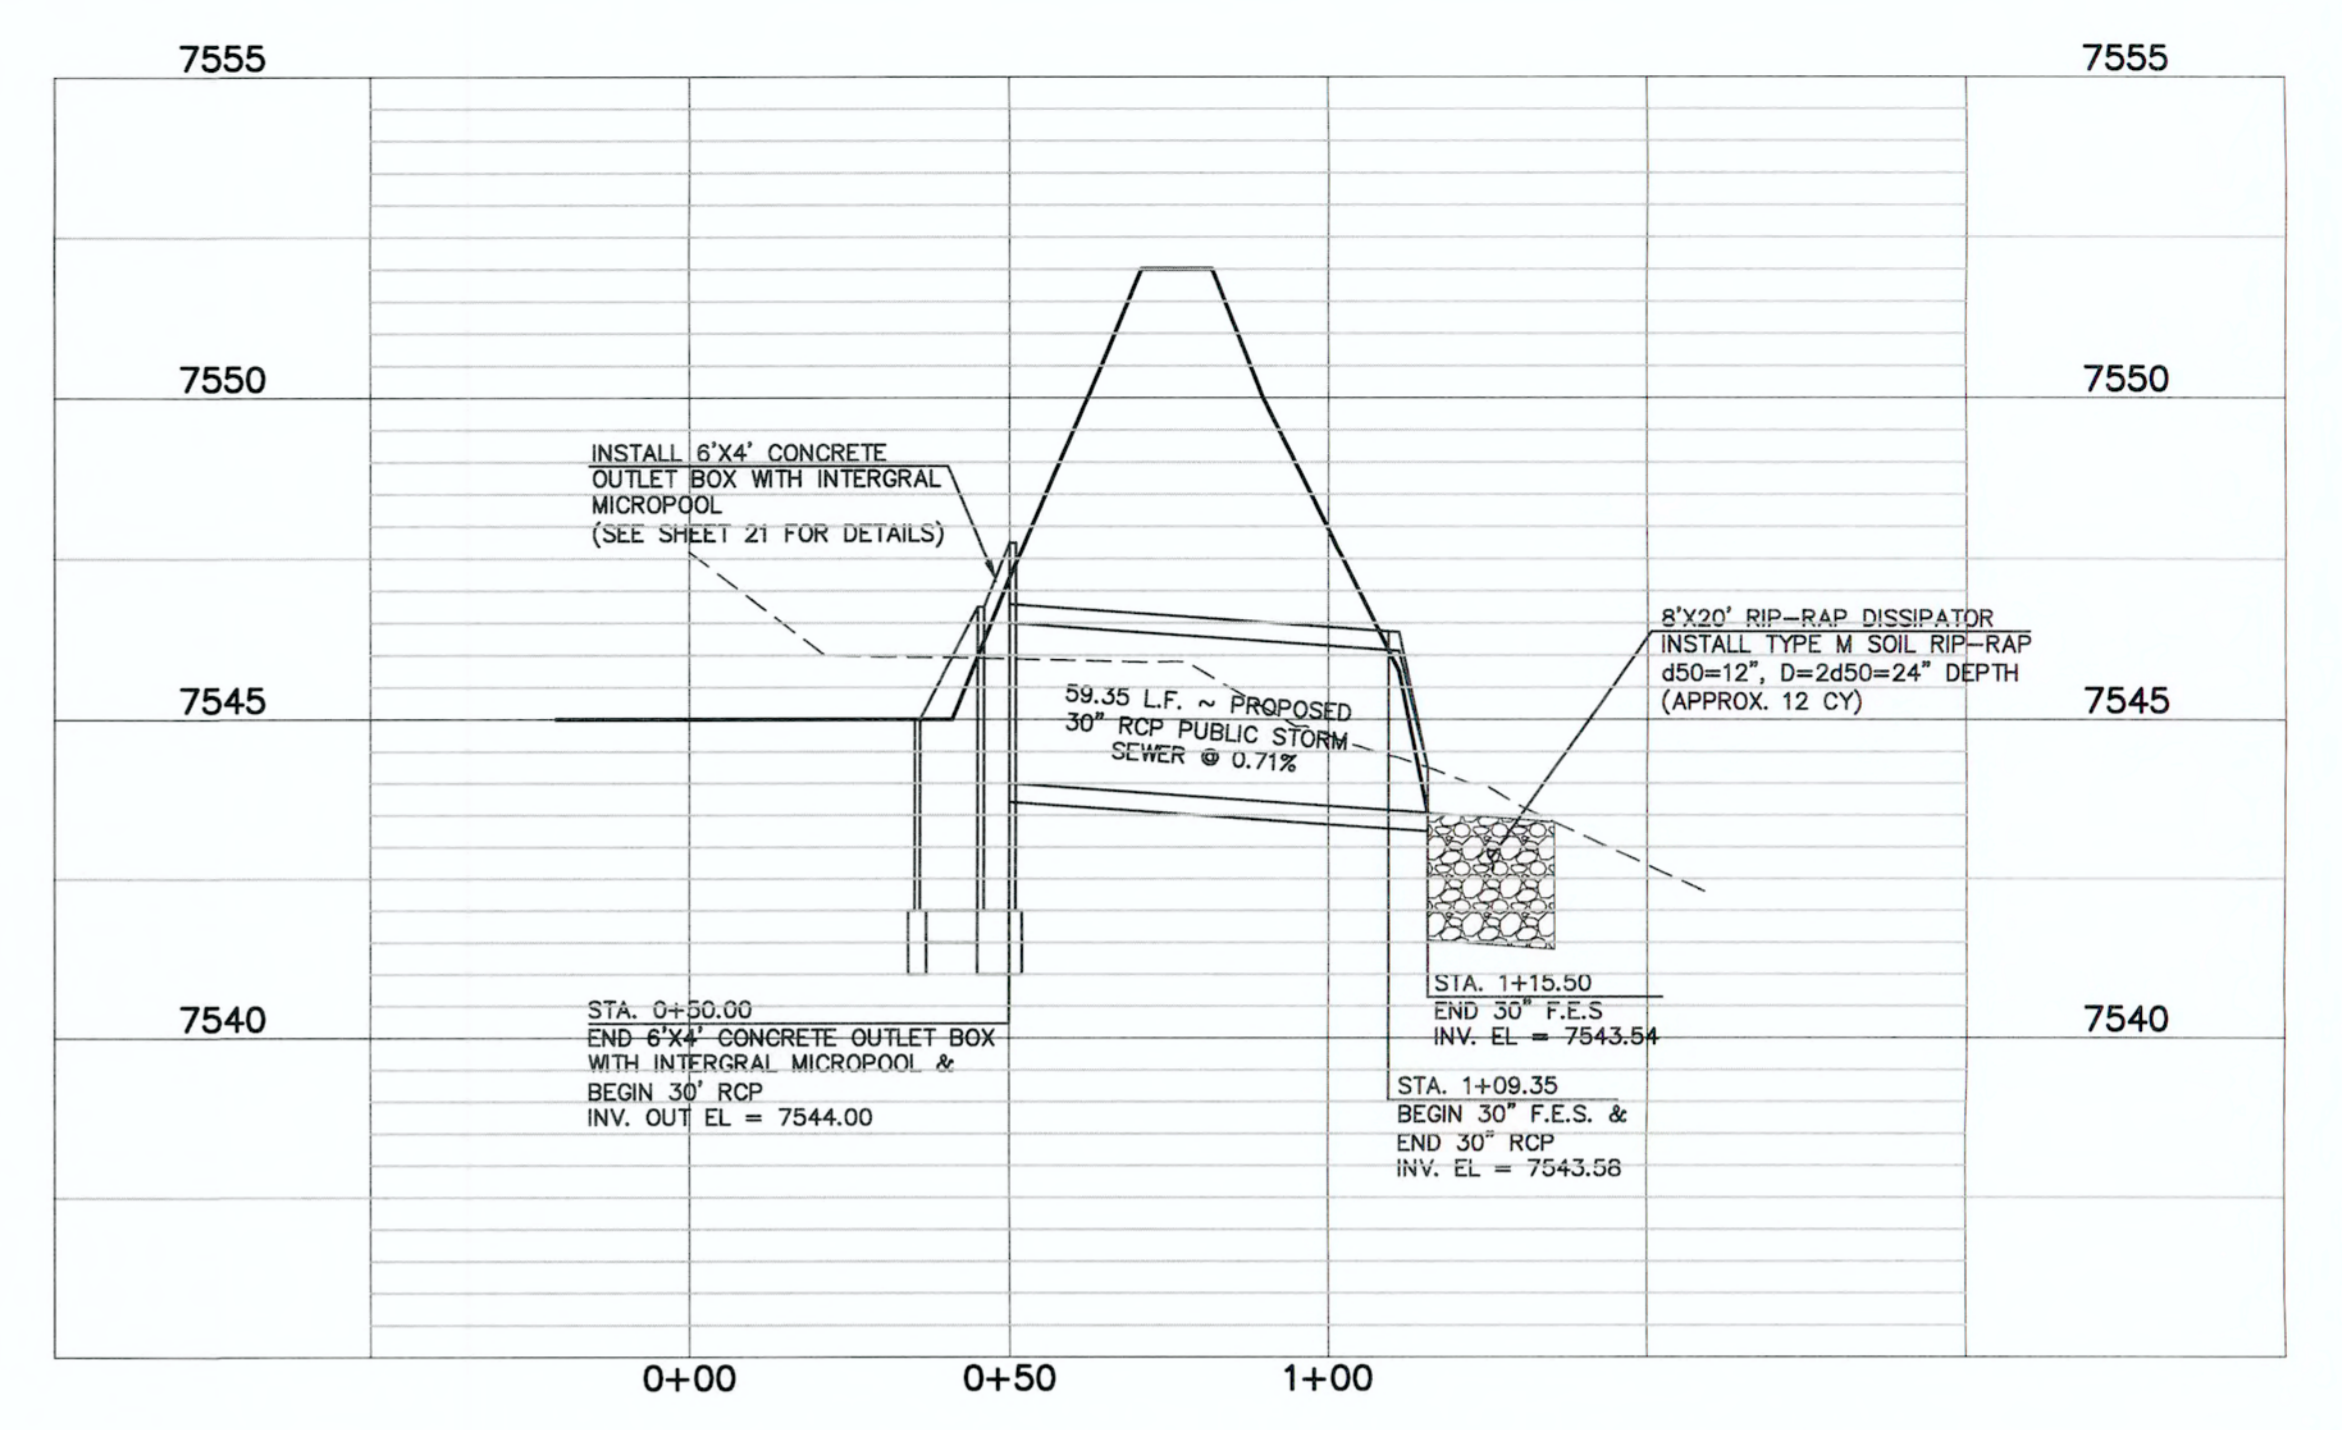 7555
7555
7550
7550
INSTALL 6'X4' CONCRETE
OUTLET BOX WITH INTERGRAL
MICROPOOL
(SEE SHEET 21 FOR DETAILS)
8'X20' RIP-RAP DISSIPATOR
INSTALL TYPE M SOIL RIP-RAP
d50=12", D=2d50=24" DEPTH
(APPROX. 12 CY)
59.35 L.F. ~ PROPOSED
30" RCP PUBLIC STORM
SEWER @ 0.71%
7545
7545
STA. 1+15.50
END 30" F.E.S
INV. EL = 7543.54
7540
7540
STA. 0+50.00
END 6'X4' CONCRETE OUTLET BOX
WITH INTERGRAL MICROPOOL &
BEGIN 30' RCP
INV. OUT EL = 7544.00
STA. 1+09.35
BEGIN 30" F.E.S. &
END 30" RCP
INV. EL = 7543.58
0+00
0+50
1+00